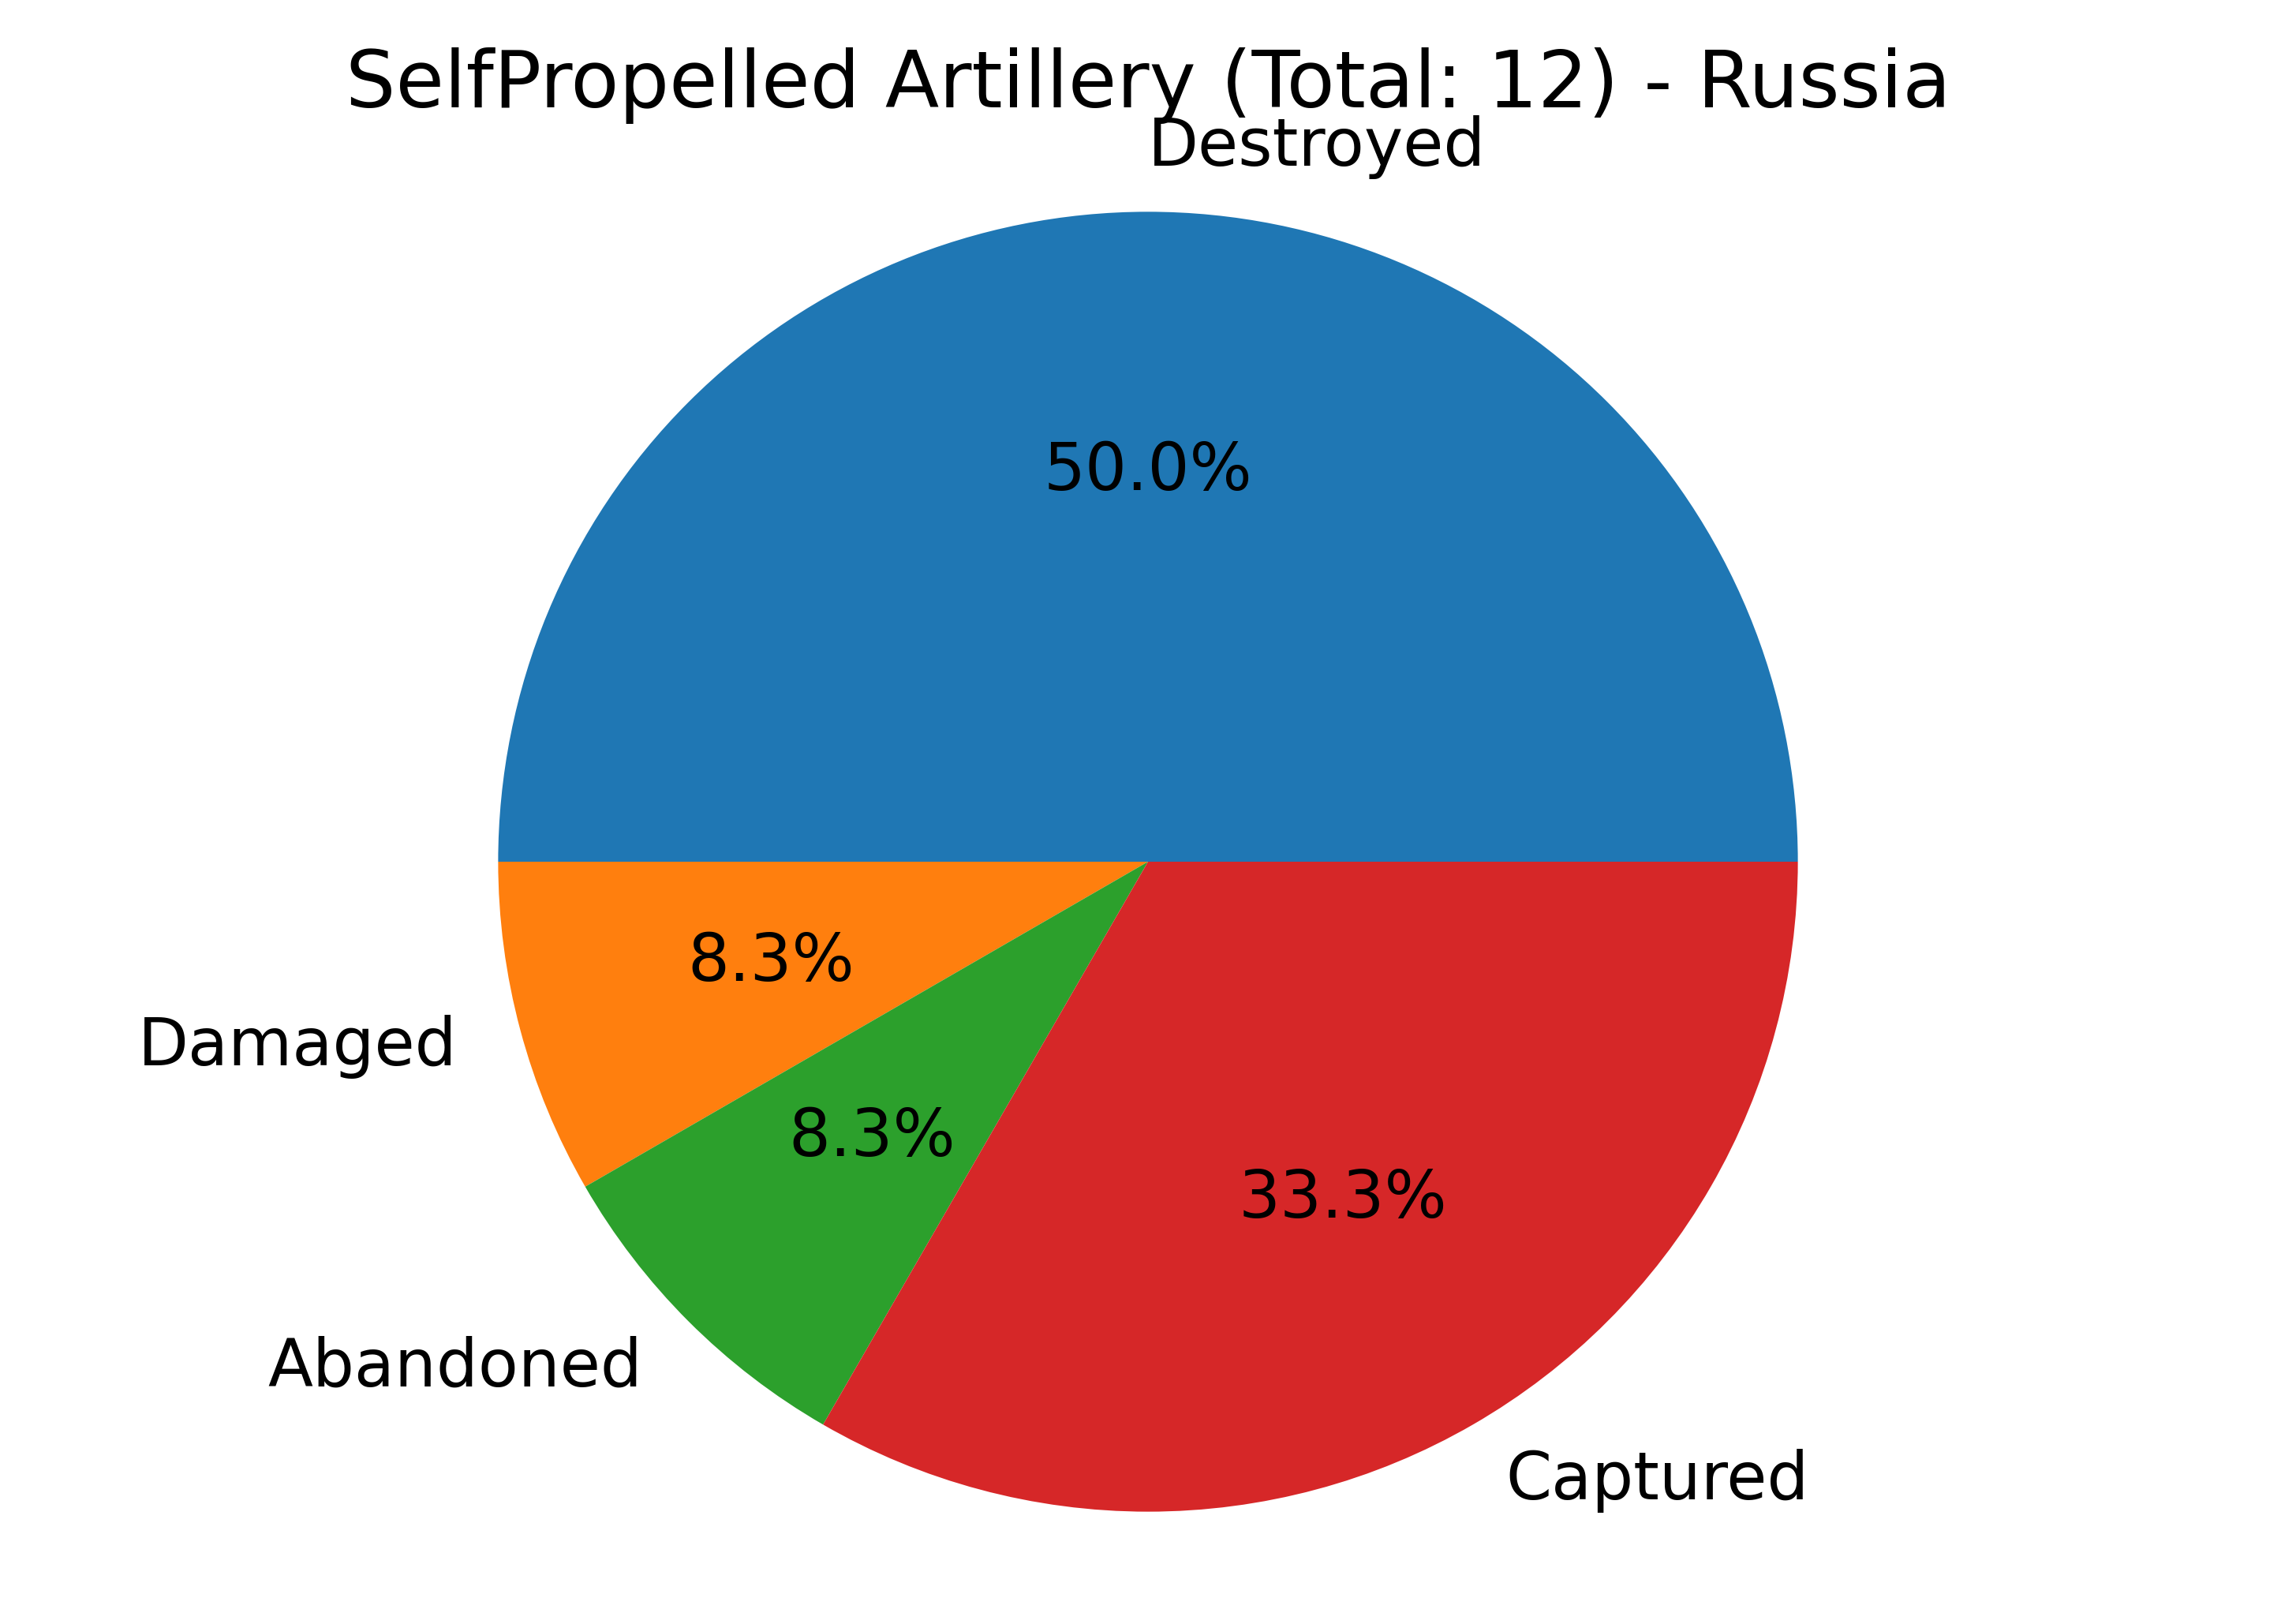 SelfPropelled Artillery (Total: 12) - Russia
Destroyed
50.0%
8.3%
Damaged
8.3%
33.3%
Abandoned
Captured